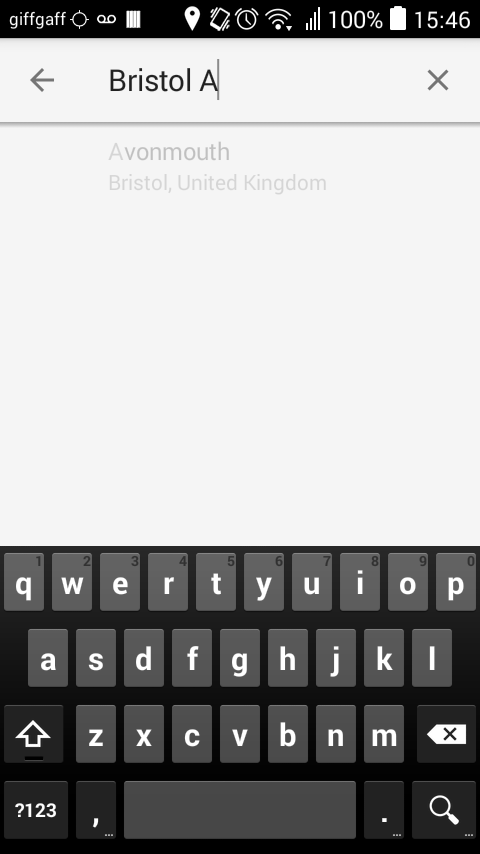 giffgaff 100% 15:46
Bristol A
Avonmouth
Bristol, United Kingdom
1 2 3 4 5 6 7 8 9 0
q w e r t y u i o p
a s d f g h j k l
z x c v b n m
?123 , ... . ... ...